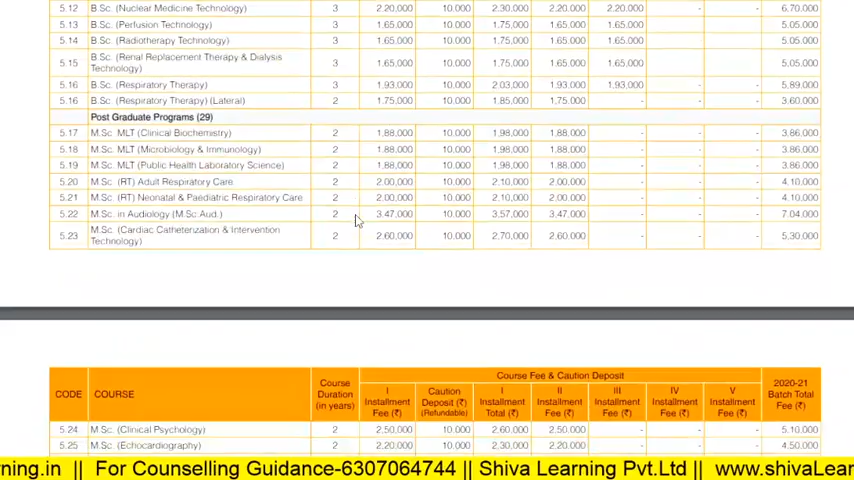 5.12 B.Sc. (Nuclear Medicine Technology) 3 2,20,000 10,000 2,30,000 2,20,000 2,20,000 - - 6,70,000
5.13 B.Sc. (Perfusion Technology) 3 1,65,000 10,000 1,75,000 1,65,000 1,65,000 - - 5,05,000
5.14 B.Sc. (Radiotherapy Technology) 3 1,65,000 10,000 1,75,000 1,65,000 1,65,000 - - 5,05,000
5.15 B.Sc. (Renal Replacement Therapy & Dialysis Technology) 3 1,65,000 10,000 1,75,000 1,65,000 1,65,000 - 5,05,000
5.16 B.Sc. (Respiratory Therapy) 3 1,93,000 10,000 2,03,000 1,93,000 1,93,000 - - 5,89,000
5.16 B.Sc. (Respiratory Therapy) (Lateral) 2 1,75,000 10,000 1,85,000 1,75,000 - - - 3,60,000
Post Graduate Programs (29)
5.17 M.Sc. MLT (Clinical Biochemistry) 2 1,88,000 10,000 1,98,000 1,88,000 - - - 3,86,000
5.18 M.Sc. MLT (Microbiology & Immunology) 2 1,88,000 10,000 1,98,000 1,88,000 - - - 3,86,000
5.19 M.Sc. MLT (Public Health Laboratory Science) 2 1,88,000 10,000 1,98,000 1,88,000 - - - 3,86,000
5.20 M.Sc. (RT) Adult Respiratory Care 2 2,00,000 10,000 2,10,000 2,00,000 - - - 4,10,000
5.21 M.Sc. (RT) Neonatal & Paediatric Respiratory Care 2 2,00,000 10,000 2,10,000 2,00,000 - - - 4,10,000
5.22 M.Sc. in Audiology (M.Sc Aud.) 2 3,47,000 10,000 3,57,000 3,47,000 - - - 7,04,000
5.23 M.Sc. (Cardiac Catheterization & Intervention Technology) 2 2,60,000 10,000 2,70,000 2,60,000 - - - 5,30,000
Course Fee & Caution Deposit
CODE COURSE Course Duration (in years) I Installment Fee (₹) Caution Deposit (₹) (Refundable) I Installment Total (₹) II Installment Fee (₹) III Installment Fee (₹) IV Installment Fee (₹) V Installment Fee (₹) 2020-21 Batch Total Fee (₹)
5.24 M.Sc. (Clinical Psychology) 2 2,50,000 10,000 2,60,000 2,50,000 - - - 5,10,000
5.25 M.Sc. (Echocardiography) 2 2,20,000 10,000 2,30,000 2,20,000 - - - 4,50,000
rning.in || For Counselling Guidance-6307064744 || Shiva Learning Pvt.Ltd || www.shivaLear